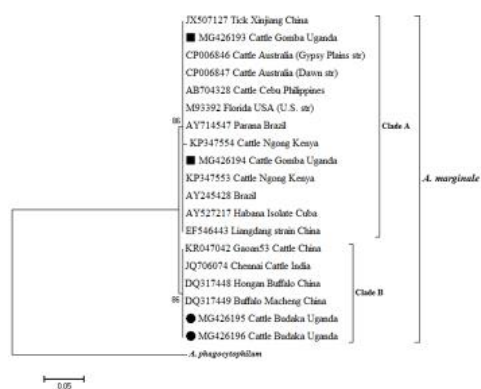 JX507127 Tick Xinjiang China
MG426193 Cattle Gomba Uganda
CP006846 Cattle Australia (Gypsy Plains str)
CP006847 Cattle Australia (Dawn str)
AB704328 Cattle Cebu Philippines
M93392 Florida USA (U.S. str)
86
AY714547 Parana Brazil
Clade A
KP347554 Cattle Ngong Kenya
MG426194 Cattle Gomba Uganda
KP347553 Cattle Ngong Kenya
A. marginale
AY245428 Brazil
AY527217 Habana Isolate Cuba
EF546443 Liangdang strain China
KR047042 Gaoan53 Cattle China
JQ706074 Chennai Cattle India
DQ317448 Hongan Buffalo China
Clade B
86
DQ317449 Buffalo Macheng China
MG426195 Cattle Budaka Uganda
MG426196 Cattle Budaka Uganda
A. phagocytophilum
0.05